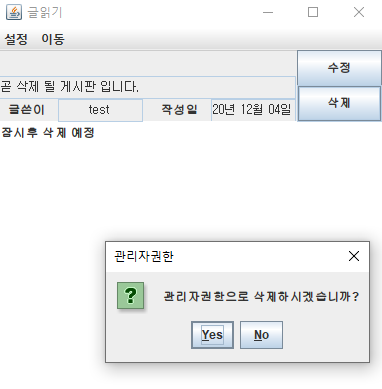 글읽기
설정 이동
수정
곧 삭제 될 게시판 입니다.
삭제
글쓴이 test 작성일 20년 12월 04일
잠시후 삭제 예정
관리자권한
관리자권한으로 삭제하시겠습니까?
Yes No